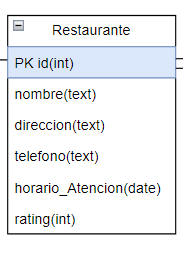 Restaurante
PK id(int)
nombre(text)
direccion(text)
telefono(text)
horario_Atencion(date)
rating(int)